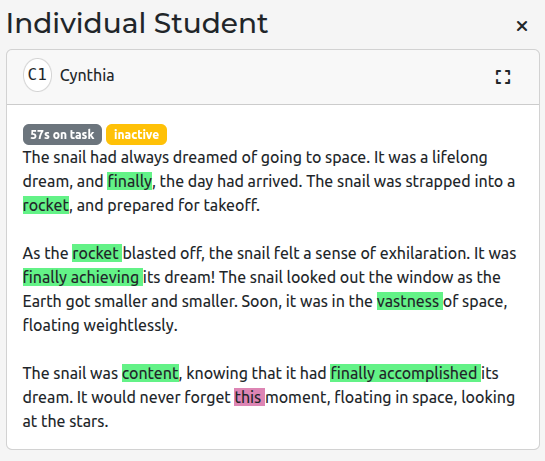 Individual Student ×
C1 Cynthia
57s on task inactive
The snail had always dreamed of going to space. It was a lifelong
dream, and finally, the day had arrived. The snail was strapped into a
rocket, and prepared for takeoff.
As the rocket blasted off, the snail felt a sense of exhilaration. It was
finally achieving its dream! The snail looked out the window as the
Earth got smaller and smaller. Soon, it was in the vastness of space,
floating weightlessly.
The snail was content, knowing that it had finally accomplished its
dream. It would never forget this moment, floating in space, looking
at the stars.